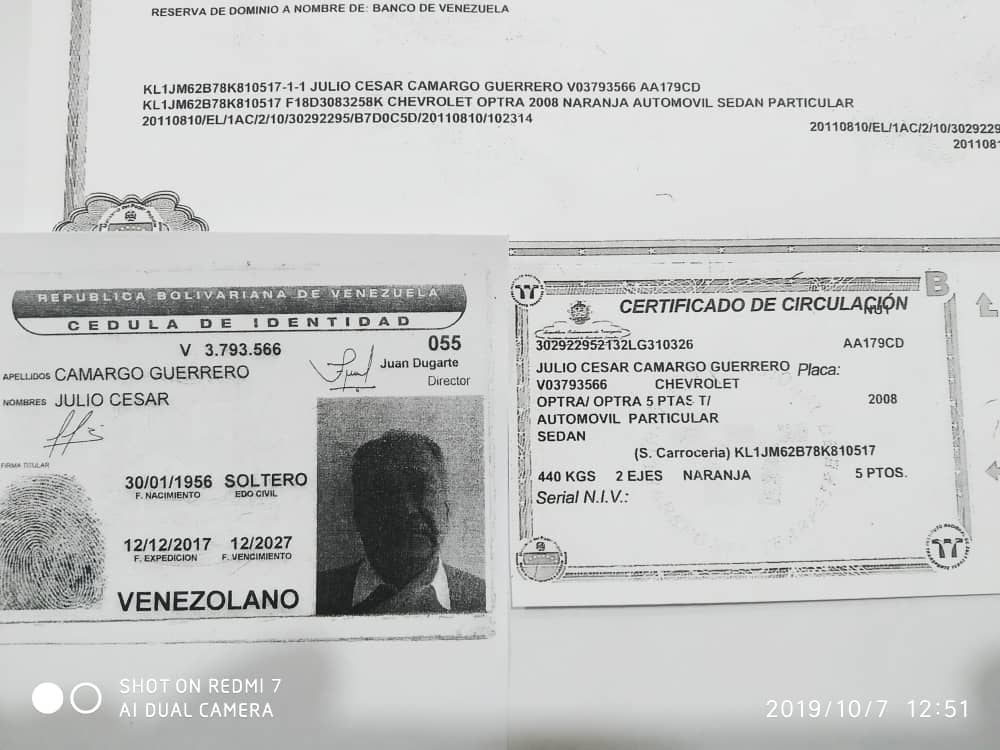 RESERVA DE DOMINIO A NOMBRE DE: BANCO DE VENEZUELA
KL1JM62B78K810517-1-1 JULIO CESAR CAMARGO GUERRERO V03793566 AA179CD
KL1JM62B78K810517 F18D3083258K CHEVROLET OPTRA 2008 NARANJA AUTOMOVIL SEDAN PARTICULAR
20110810/EL/1AC/2/10/30292295/B7D0C5D/20110810/102314
20110810/EL/1AC/2/10/3029229
201108
REPUBLICA BOLIVARIANA DE VENEZUELA
CEDULA DE IDENTIDAD
V 3.793.566
055
Juan Dugarte
Director
APELLIDOS CAMARGO GUERRERO
NOMBRES JULIO CESAR
FIRMA TITULAR
30/01/1956 SOLTERO
F. NACIMIENTO EDO CIVIL
12/12/2017 12/2027
F. EXPEDICION F. VENCIMIENTO
VENEZOLANO
B
CERTIFICADO DE CIRCULACIÓN
302922952132LG310326 AA179CD
JULIO CESAR CAMARGO GUERRERO Placa:
V03793566 CHEVROLET
OPTRA/ OPTRA 5 PTAS T/ 2008
AUTOMOVIL PARTICULAR
SEDAN
(S. Carroceria) KL1JM62B78K810517
440 KGS 2 EJES NARANJA 5 PTOS.
Serial N.I.V.:
SHOT ON REDMI 7
AI DUAL CAMERA
2019/10/7 12:51